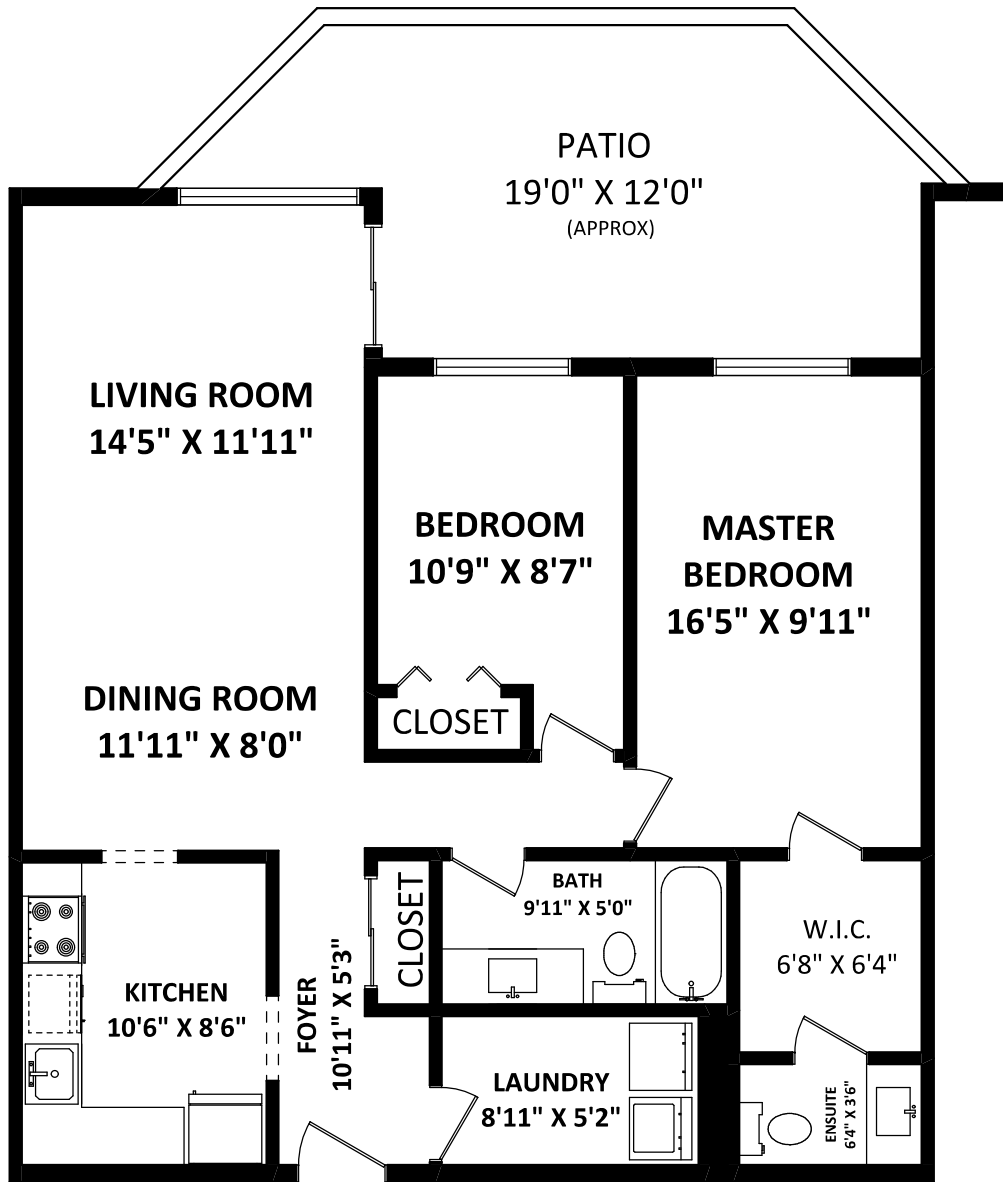 PATIO
19'0" X 12'0"
(APPROX)
LIVING ROOM
14'5" X 11'11"
BEDROOM
10'9" X 8'7"
MASTER
BEDROOM
16'5" X 9'11"
DINING ROOM
11'11" X 8'0"
CLOSET
BATH
9'11" X 5'0"
CLOSET
W.I.C.
6'8" X 6'4"
KITCHEN
10'6" X 8'6"
FOYER
10'11" X 5'3"
LAUNDRY
8'11" X 5'2"
ENSUITE
6'4" X 3'6"